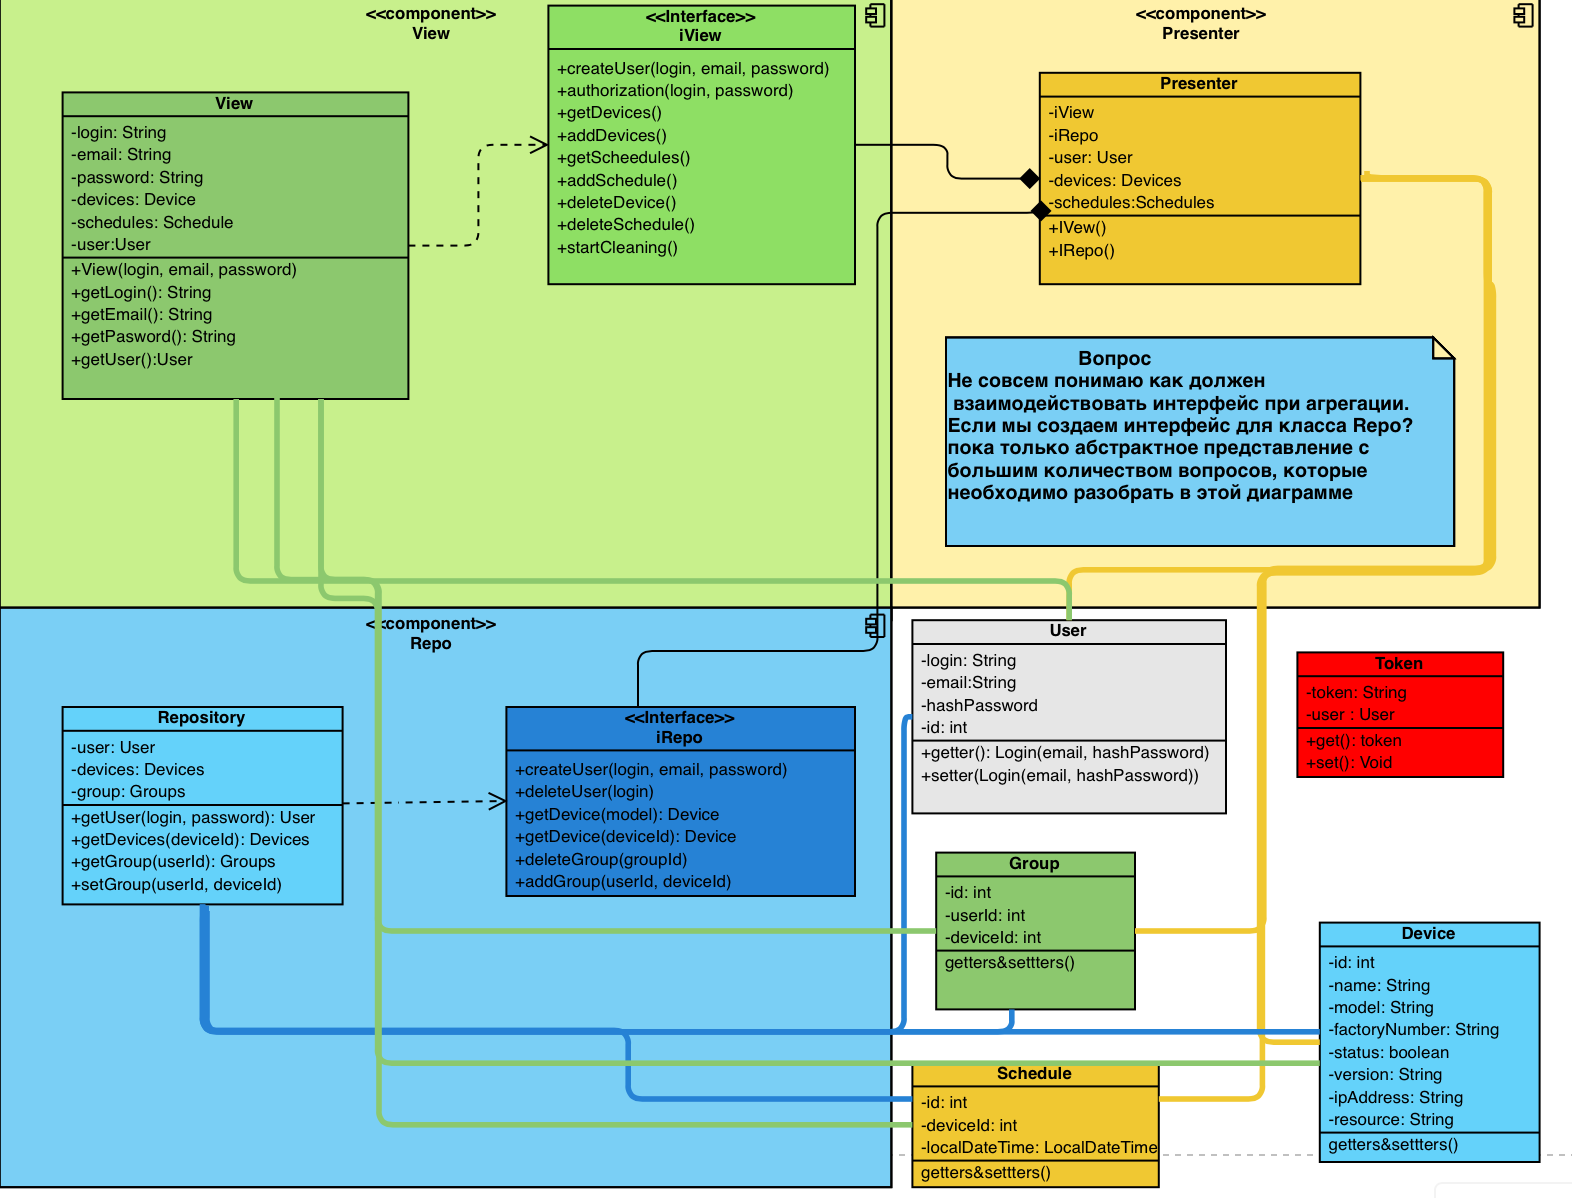 <<component>>
View
<<Interface>>
iView
+createUser(login, email, password)
+authorization(login, password)
+getDevices()
+addDevices()
+getScheedules()
+addSchedule()
+deleteDevice()
+deleteSchedule()
+startCleaning()
View
-login: String
-email: String
-password: String
-devices: Device
-schedules: Schedule
-user:User
+View(login, email, password)
+getLogin(): String
+getEmail(): String
+getPasword(): String
+getUser():User
<<component>>
Presenter
Presenter
-iView
-iRepo
-user: User
-devices: Devices
-schedules:Schedules
+IVew()
+IRepo()
Вопрос
Не совсем понимаю как должен
взаимодействовать интерфейс при агрегации.
Если мы создаем интерфейс для класса Repo?
пока только абстрактное представление с
большим количеством вопросов, которые
необходимо разобрать в этой диаграмме
<<component>>
Repo
Repository
-user: User
-devices: Devices
-group: Groups
+getUser(login, password): User
+getDevices(deviceId): Devices
+getGroup(userId): Groups
+setGroup(userId, deviceId)
<<Interface>>
iRepo
+createUser(login, email, password)
+deleteUser(login)
+getDevice(model): Device
+getDevice(deviceId): Device
+deleteGroup(groupId)
+addGroup(userId, deviceId)
User
-login: String
-email:String
-hashPassword
-id: int
+getter(): Login(email, hashPassword)
+setter(Login(email, hashPassword))
Token
-token: String
-user : User
+get(): token
+set(): Void
Group
-id: int
-userId: int
-deviceId: int
getters&settters()
Device
-id: int
-name: String
-model: String
-factoryNumber: String
-status: boolean
-version: String
-ipAddress: String
-resource: String
getters&settters()
Schedule
-id: int
-deviceId: int
-localDateTime: LocalDateTime
getters&settters()